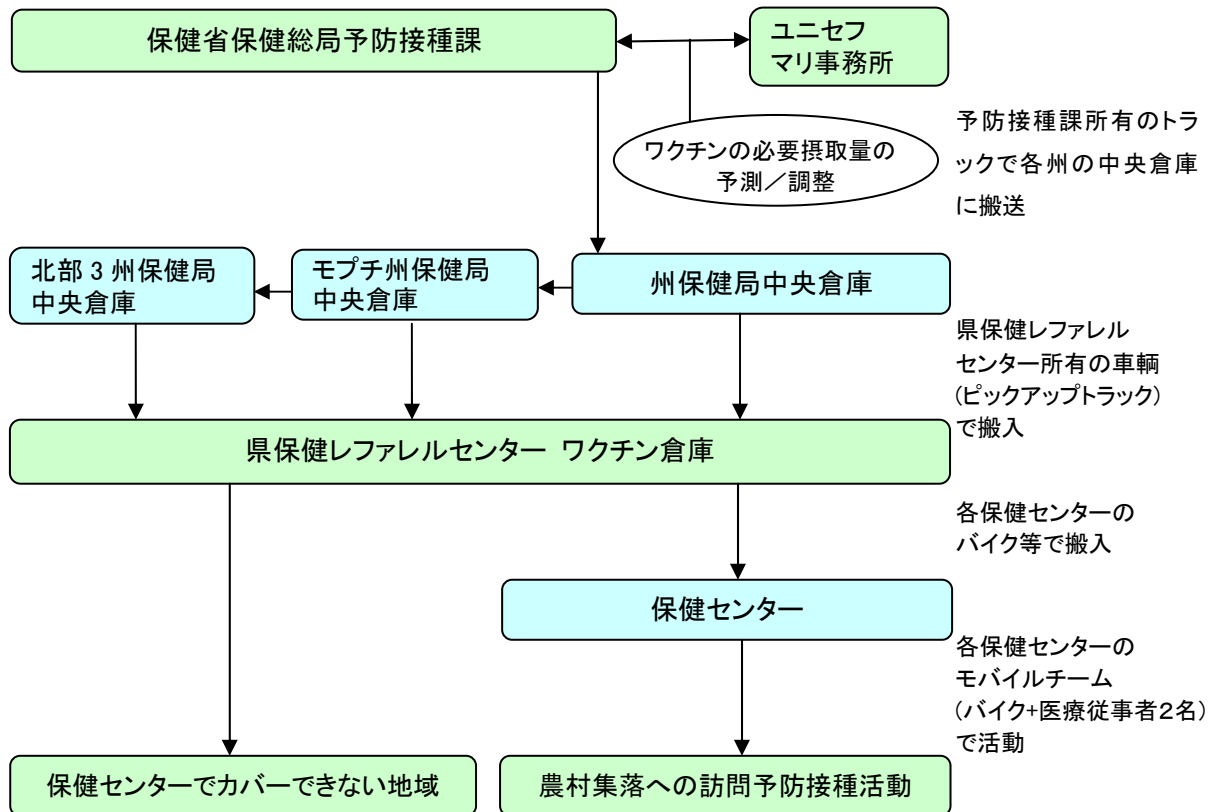 保健省保健総局予防接種課
ユニセフ
マリ事務所
ワクチンの必要摂取量の
予測／調整
予防接種課所有のトラ
ックで各州の中央倉庫
に搬送
北部 3 州保健局
中央倉庫
モプチ州保健局
中央倉庫
州保健局中央倉庫
県保健レファレル
センター所有の車輌
(ピックアップトラック)
で搬入
県保健レファレルセンター ワクチン倉庫
各保健センターの
バイク等で搬入
保健センター
各保健センターの
モバイルチーム
(バイク+医療従事者２名)
で活動
保健センターでカバーできない地域
農村集落への訪問予防接種活動